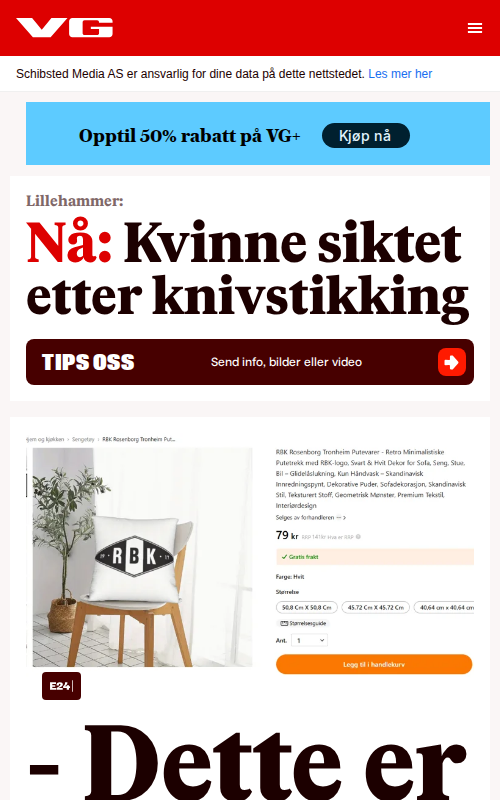 VG
Schibsted Media AS er ansvarlig for dine data på dette nettstedet. Les mer her
Opptil 50% rabatt på VG+
Kjøp nå
Lillehammer:
Nå: Kvinne siktet
etter knivstikking
TIPS OSS
Send info, bilder eller video
Hjem og kjøkken › Sengetøy › RBK Rosenborg Tronheim Put...
RBK
RBK Rosenborg Tronheim Putevarer - Retro Minimalistiske
Putetrekk med RBK-logo, Svart & Hvit Dekor for Sofa, Seng, Stue,
Bil – Glidelåslukning, Kun Håndvask – Skandinavisk
Innredningspynt, Dekorative Puder, Sofadekorasjon, Skandinavisk
Stil, Teksturert Stoff, Geometrisk Mønster, Premium Tekstil,
Interiørdesign
Selges av forhandleren
79 kr
Gratis frakt
Farge: Hvit
Størrelse
50,8 Cm X 50,8 Cm
45.72 Cm X 45.72 Cm
40,64 cm x 40,64 cm
Størrelsesguide
Ant.
1
Legg til i handlekurv
E24
- Dette er